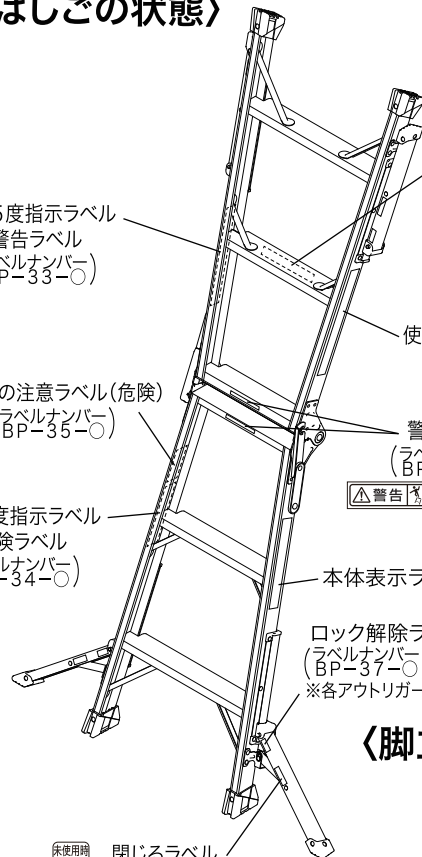 ばしごの状態〉
度指示ラベル
警告ラベル
ベルナンバー
P-33-○)
使
の注意ラベル(危険)
ラベルナンバー
BP-35-○)
警
(ラベ
BP
⚠警告
度指示ラベル
険ラベル
ルナンバー
-34-○)
本体表示ラ
ロック解除ラ
(ラベルナンバー
BP-37-○
※各アウトリガー
〈脚
未使用時
閉じるラベル